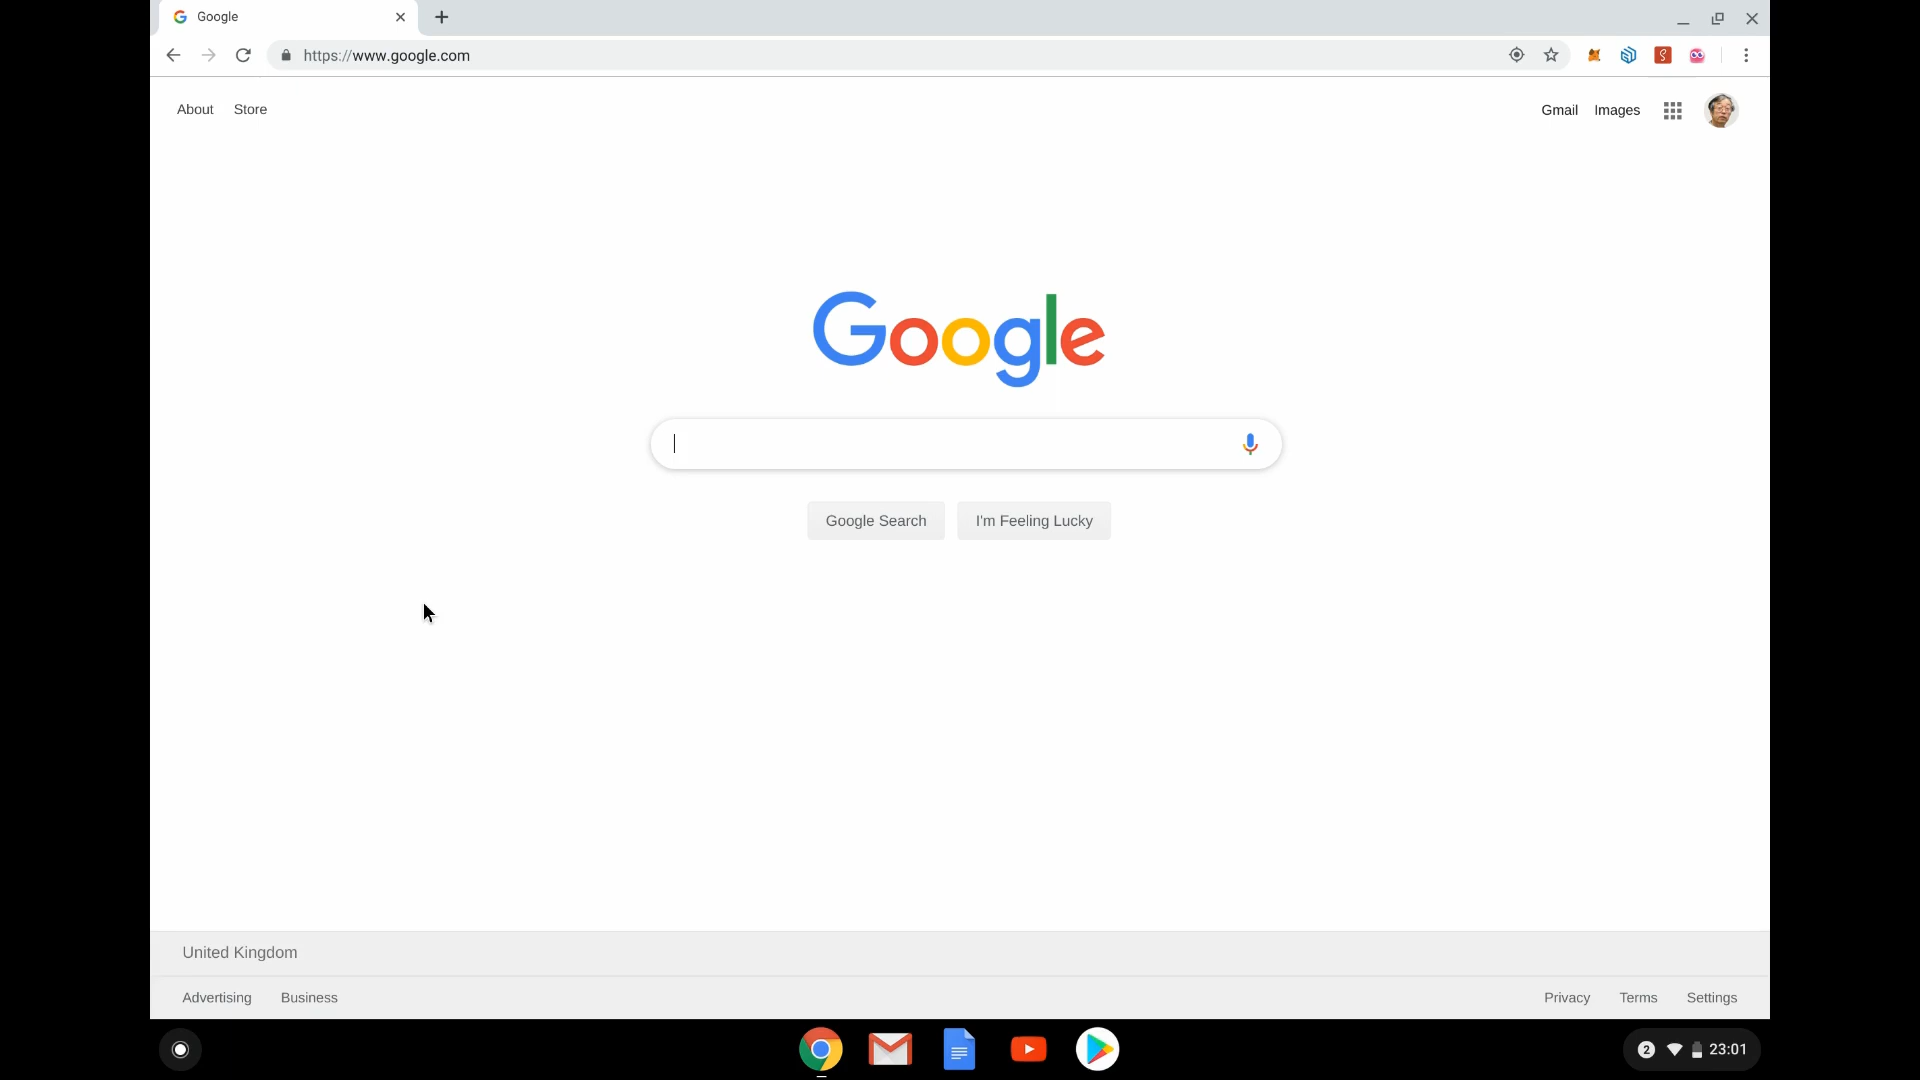 Google
https://www.google.com
About Store
Gmail Images
Google
Google Search I'm Feeling Lucky
United Kingdom
Advertising Business
Privacy Terms Settings
2 23:01